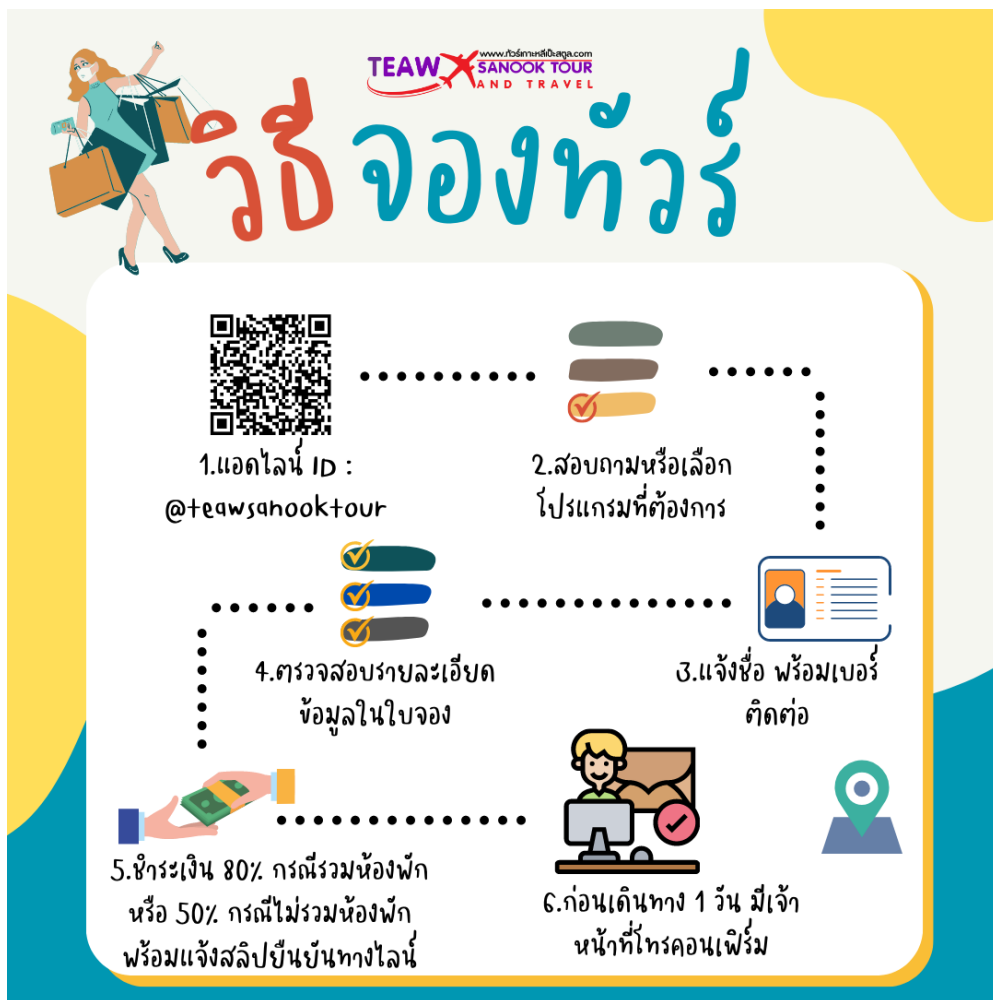 www.ทัวร์เกาะหลีเป๊ะสตูล.com
TEAW SANOOK TOUR
AND TRAVEL
วิธีจองทัวร์
1.แอดไลน์ ID :
@teawsanooktour
2.สอบถามหรือเลือก
โปรแกรมที่ต้องการ
3.แจ้งชื่อ พร้อมเบอร์
ติดต่อ
4.ตรวจสอบรายละเอียด
ข้อมูลในใบจอง
5.ชำระเงิน 80% กรณีรวมห้องพัก
หรือ 50% กรณีไม่รวมห้องพัก
พร้อมแจ้งสลิปยืนยันทางไลน์
6.ก่อนเดินทาง 1 วัน มีเจ้า
หน้าที่โทรคอนเฟิร์ม